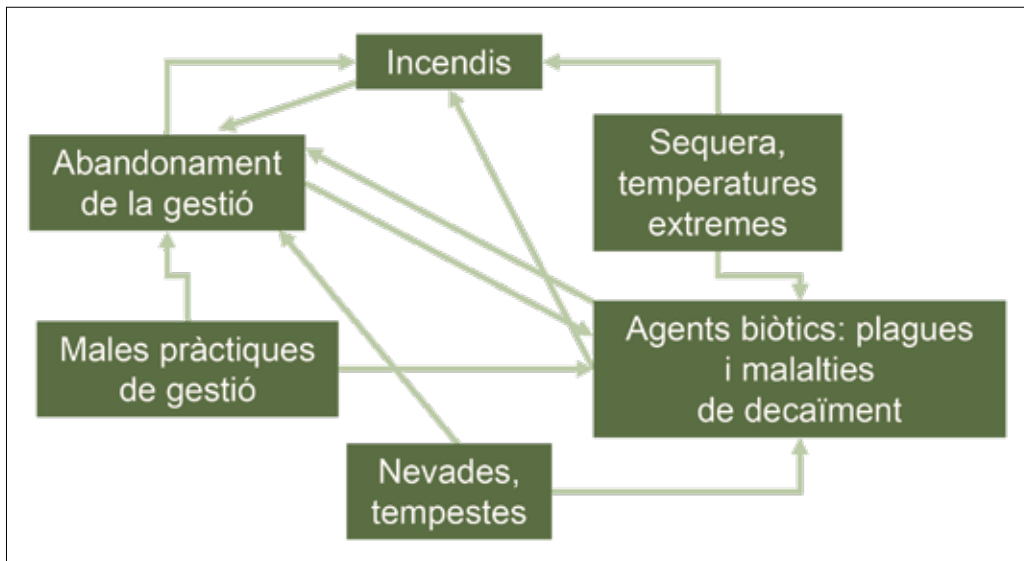 Incendis
Abandonament
de la gestió
Sequera,
temperatures
extremes
Males pràctiques
de gestió
Agents biòtics: plagues
i malalties
de decaïment
Nevades,
tempestes